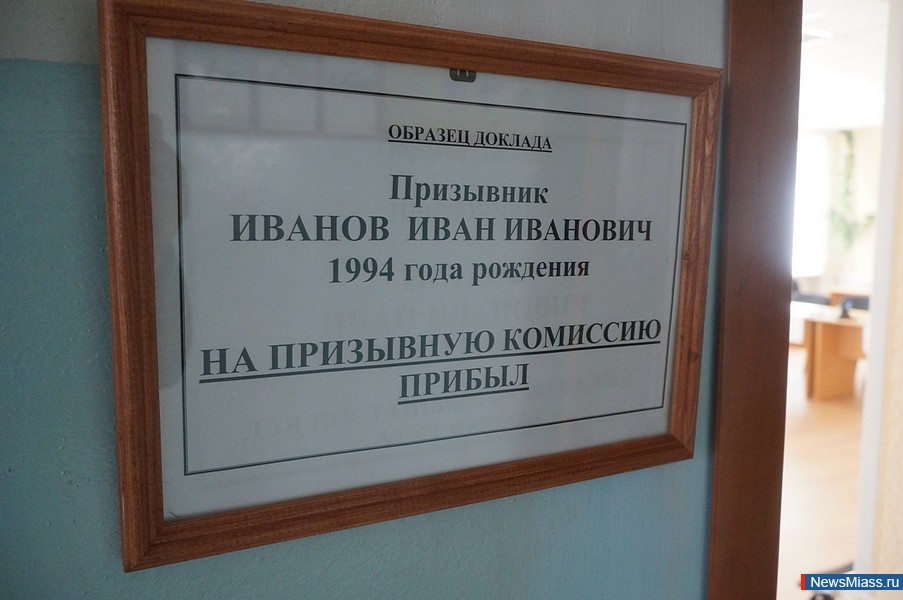 ОБРАЗЕЦ ДОКЛАДА
Призывник
ИВАНОВ ИВАН ИВАНОВИЧ
1994 года рождения
НА ПРИЗЫВНУЮ КОМИССИЮ
ПРИБЫЛ
NewsMiass.ru